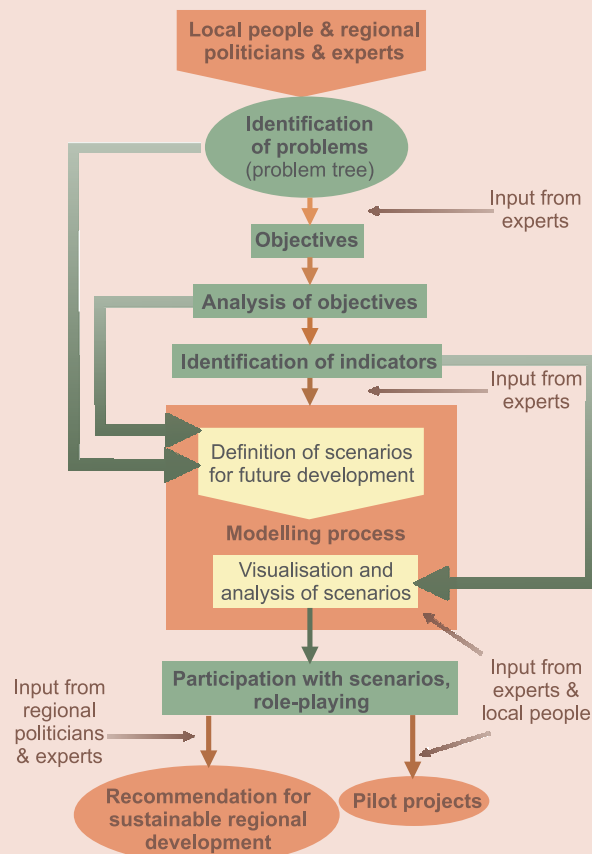 Local people & regional
politicians & experts
Identification
of problems
(problem tree)
Input from
experts
Objectives
Analysis of objectives
Identification of indicators
Input from
experts
Definition of scenarios
for future development
Modelling process
Visualisation and
analysis of scenarios
Participation with scenarios,
role-playing
Input from
experts &
local people
Input from
regional
politicians
& experts
Recommendation for
sustainable regional
development
Pilot projects